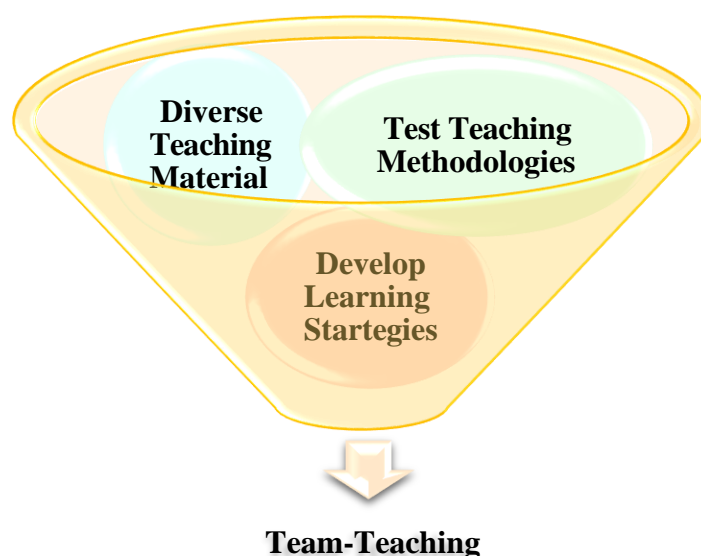 Diverse
Teaching
Material
Test Teaching
Methodologies
Develop
Learning
Startegies
Team-Teaching